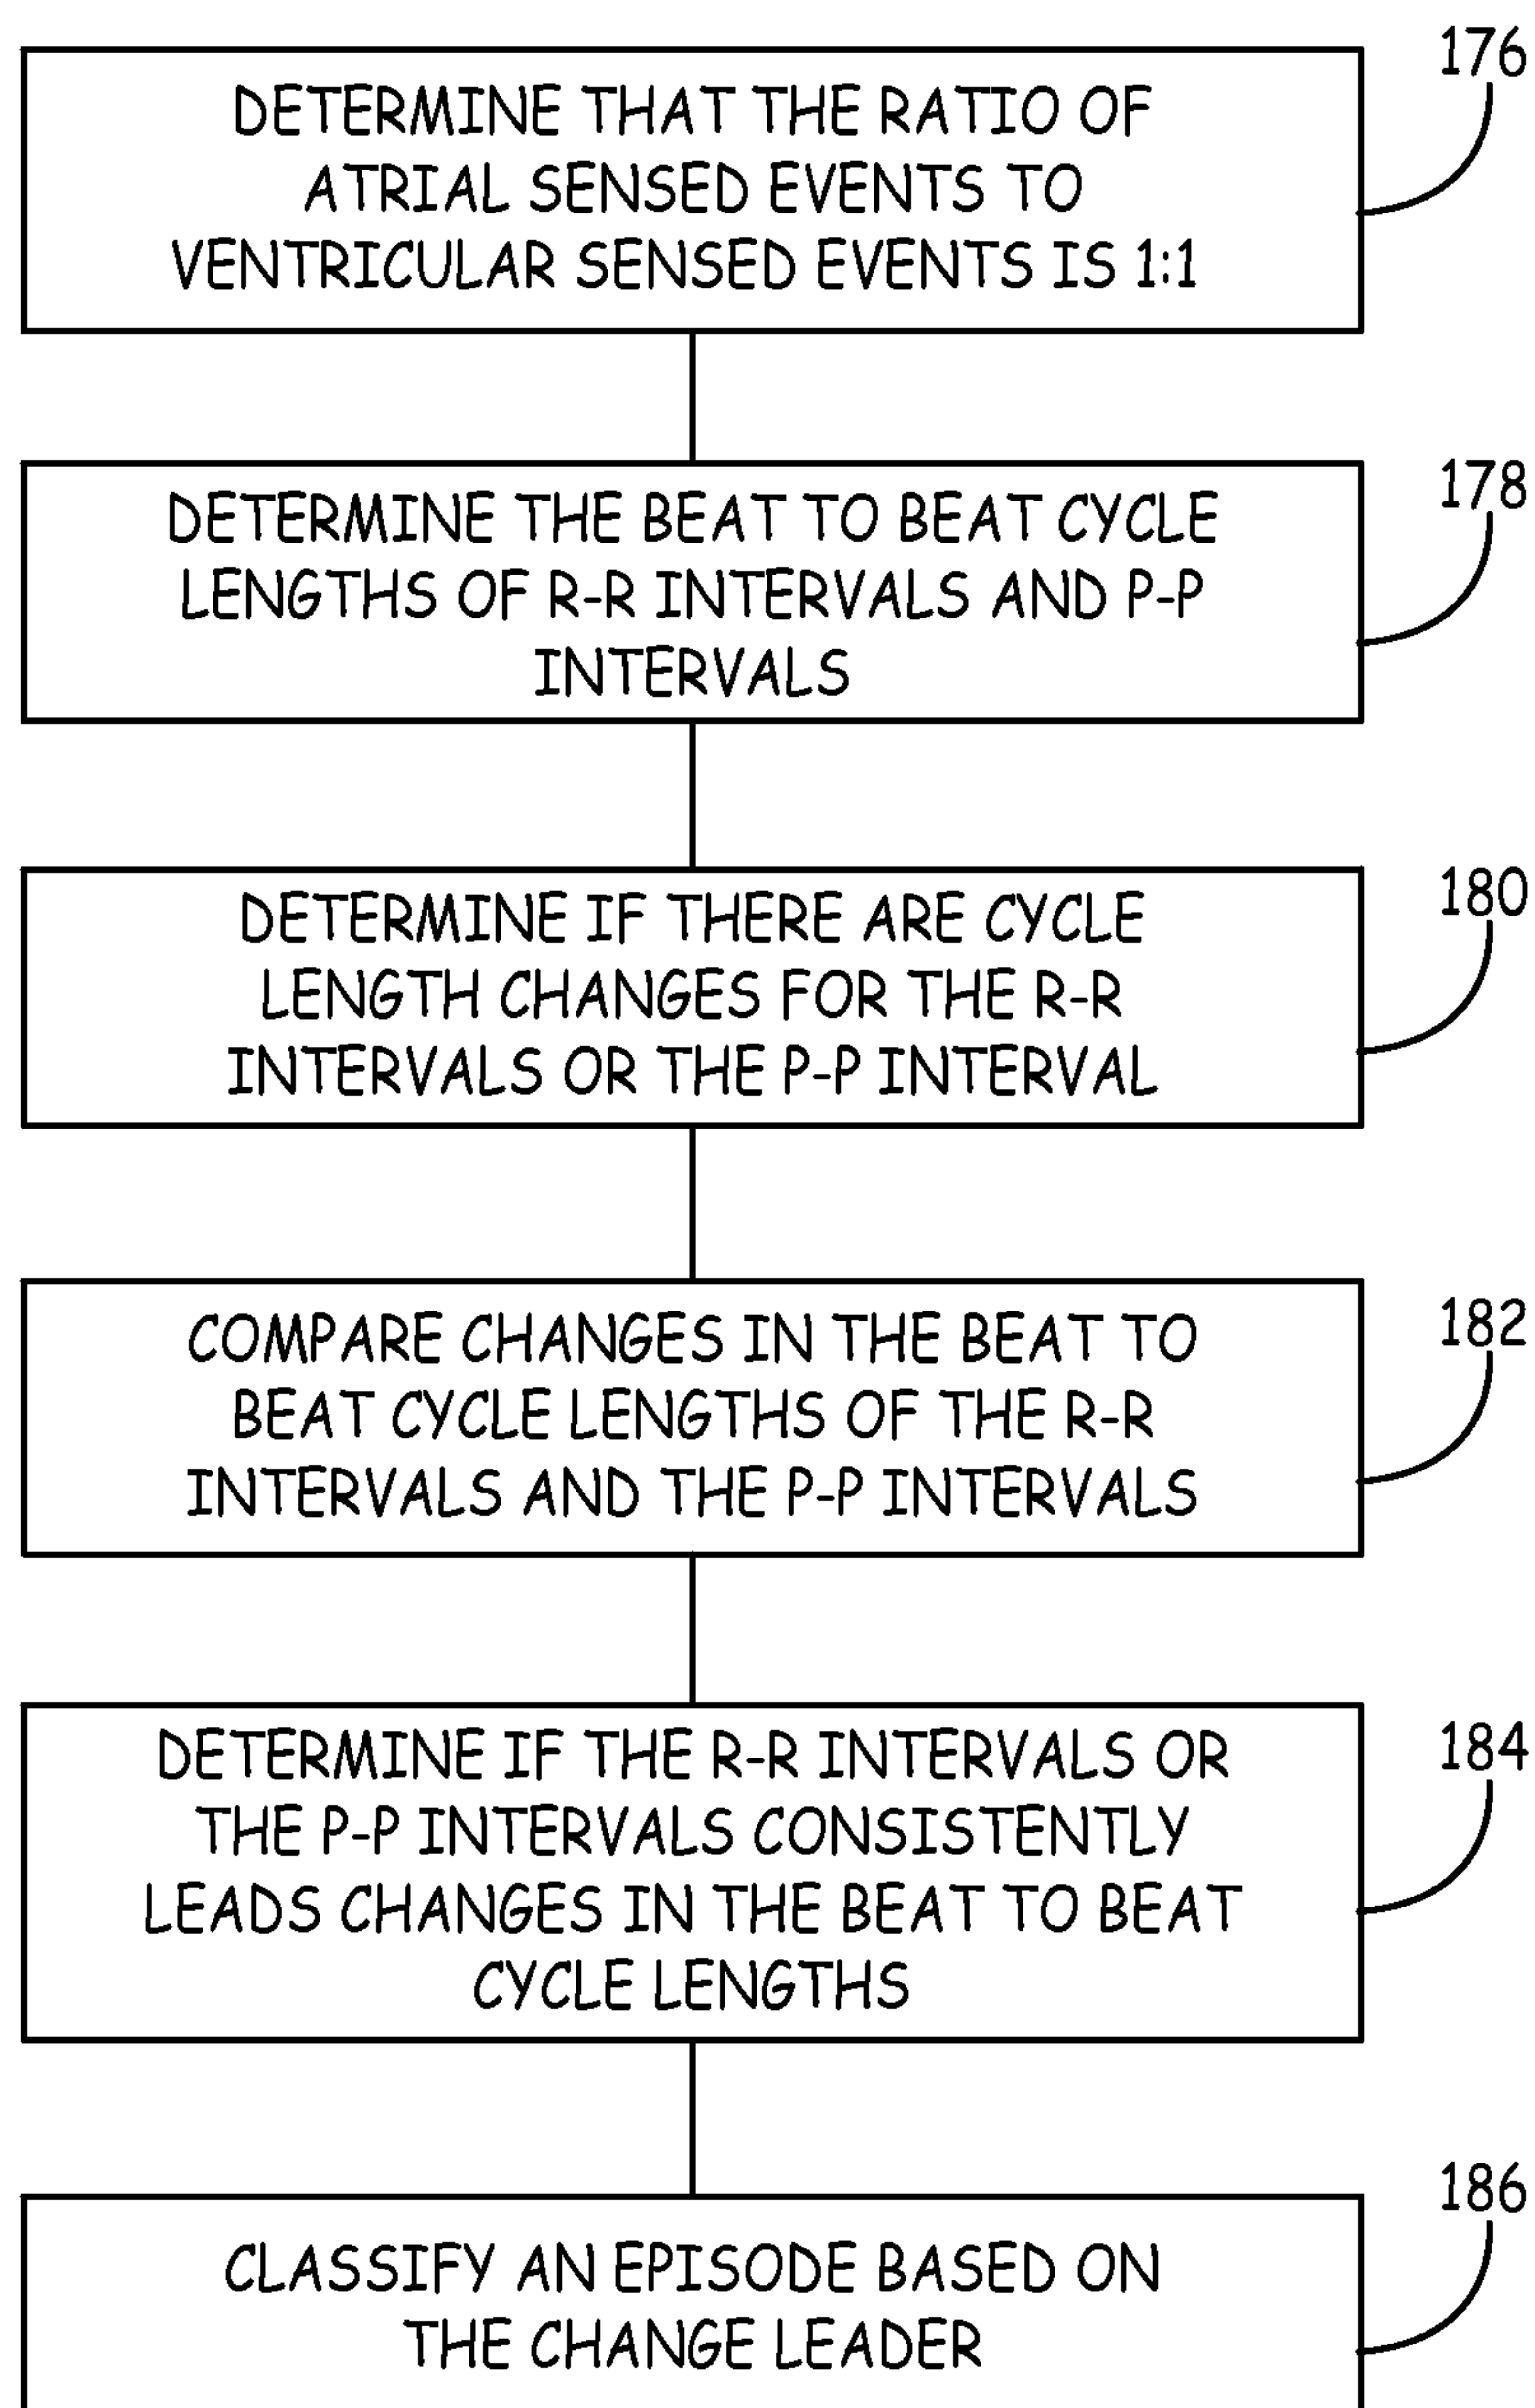 176
DETERMINE THAT THE RATIO OF
ATRIAL SENSED EVENTS TO
VENTRICULAR SENSED EVENTS IS 1:1
178
DETERMINE THE BEAT TO BEAT CYCLE
LENGTHS OF R-R INTERVALS AND P-P
INTERVALS
180
DETERMINE IF THERE ARE CYCLE
LENGTH CHANGES FOR THE R-R
INTERVALS OR THE P-P INTERVAL
182
COMPARE CHANGES IN THE BEAT TO
BEAT CYCLE LENGTHS OF THE R-R
INTERVALS AND THE P-P INTERVALS
184
DETERMINE IF THE R-R INTERVALS OR
THE P-P INTERVALS CONSISTENTLY
LEADS CHANGES IN THE BEAT TO BEAT
CYCLE LENGTHS
186
CLASSIFY AN EPISODE BASED ON
THE CHANGE LEADER